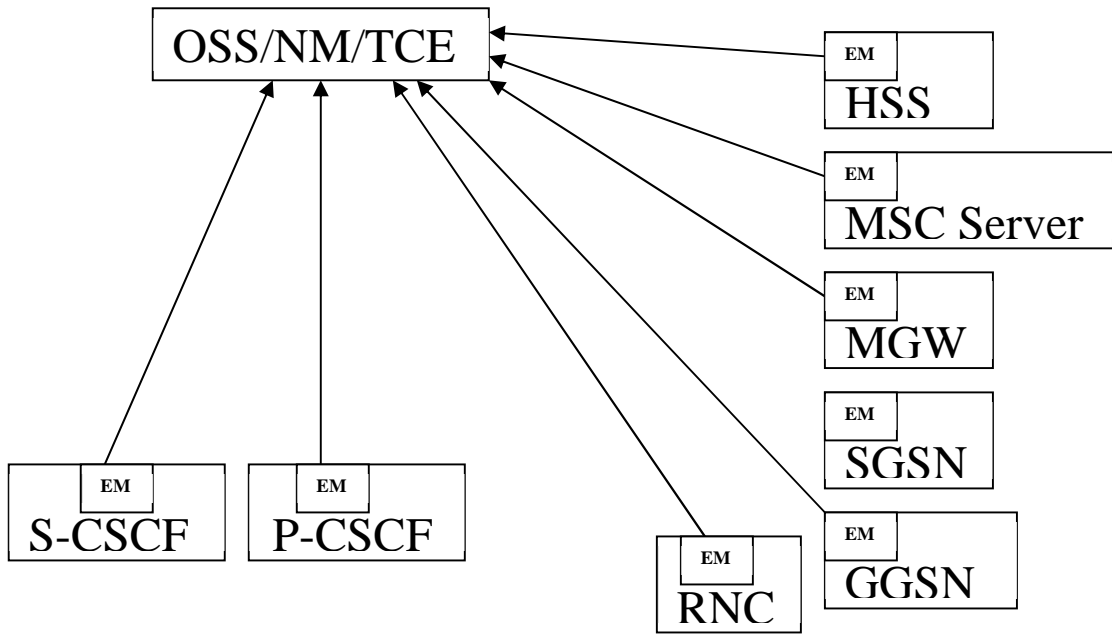 OSS/NM/TCE
EM
HSS
EM
MSC Server
EM
MGW
EM
SGSN
EM
S-CSCF
EM
P-CSCF
EM
GGSN
EM
RNC